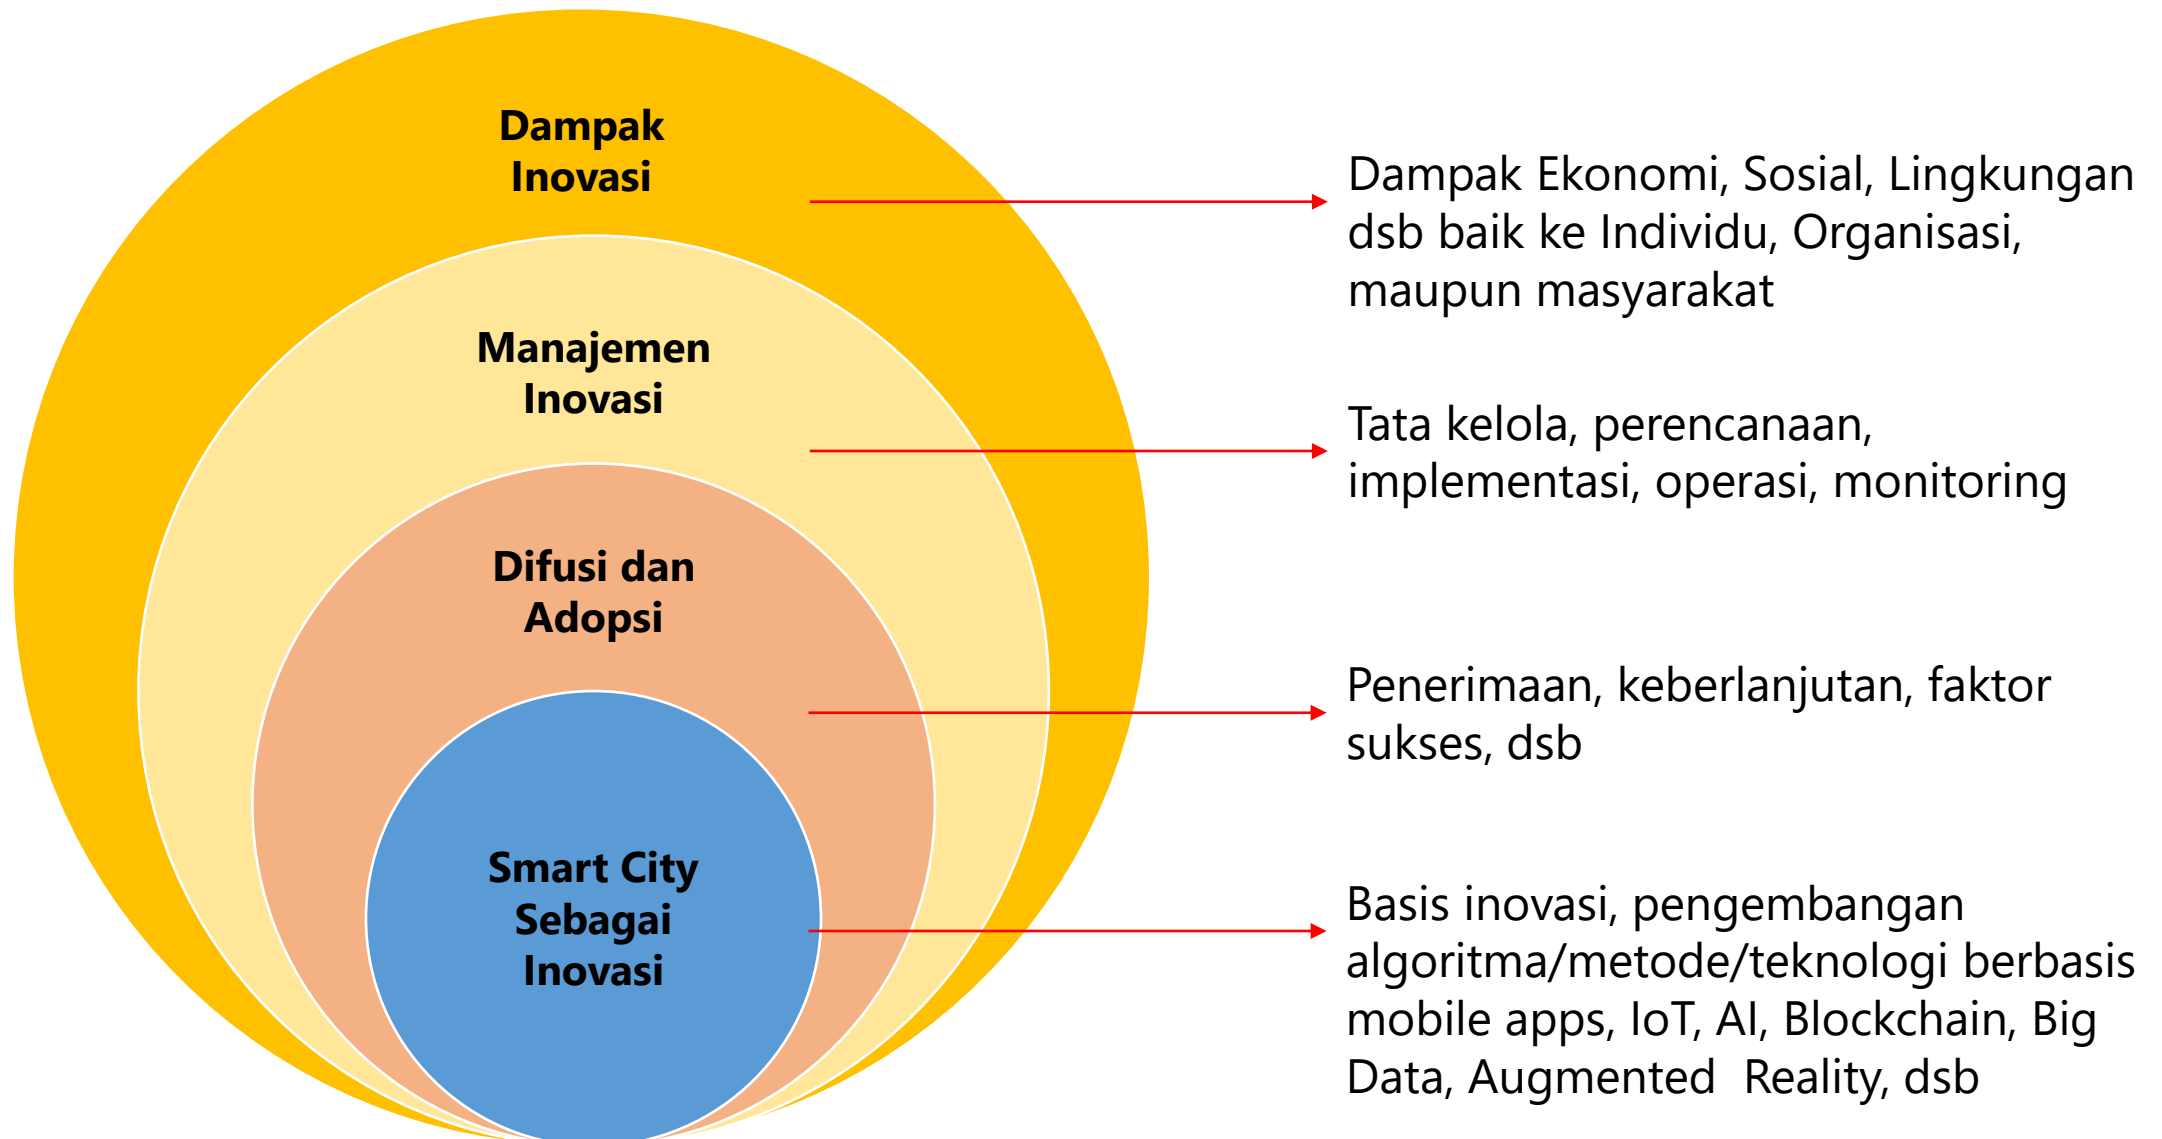 Dampak
Inovasi
Dampak Ekonomi, Sosial, Lingkungan
dsb baik ke Individu, Organisasi,
maupun masyarakat
Manajemen
Inovasi
Tata kelola, perencanaan,
implementasi, operasi, monitoring
Difusi dan
Adopsi
Penerimaan, keberlanjutan, faktor
sukses, dsb
Smart City
Sebagai
Inovasi
Basis inovasi, pengembangan
algoritma/metode/teknologi berbasis
mobile apps, IoT, AI, Blockchain, Big
Data, Augmented  Reality, dsb